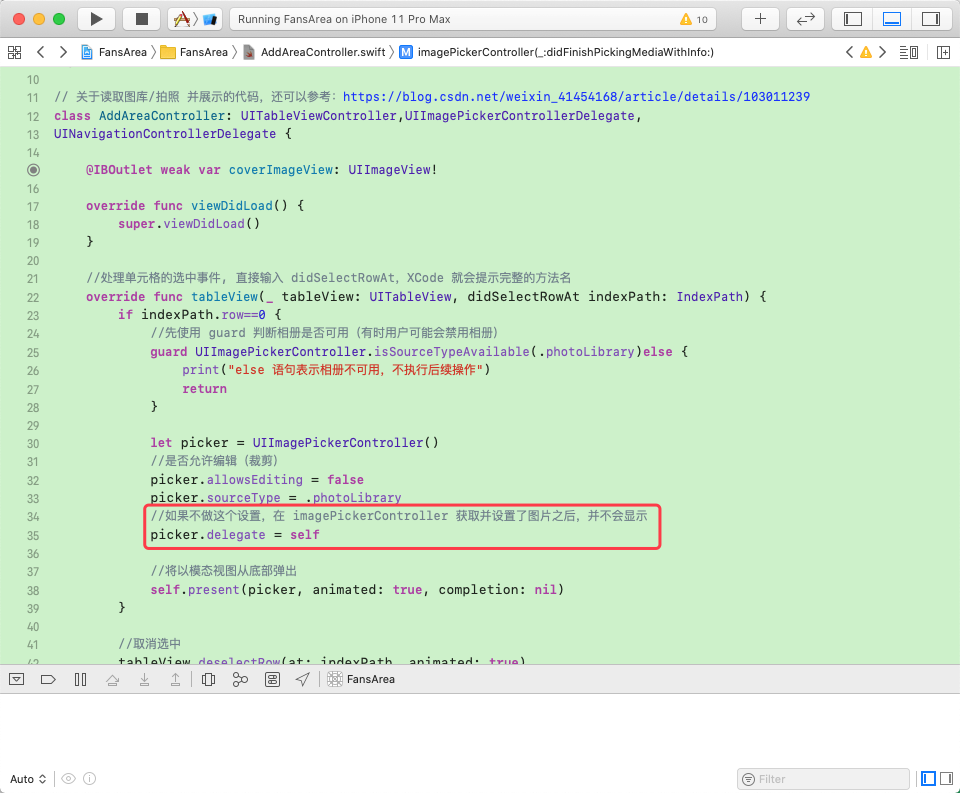 Running FansArea on iPhone 11 Pro Max
10
FansArea
FansArea
AddAreaController.swift
M
imagePickerController(_:didFinishPickingMediaWithInfo:)
10
11 // 关于读取图库/拍照 并展示的代码，还可以参考：https://blog.csdn.net/weixin_41454168/article/details/103011239
12 class AddAreaController: UITableViewController,UIImagePickerControllerDelegate,
13 UINavigationControllerDelegate {
14
@IBOutlet weak var coverImageView: UIImageView!
16
17 override func viewDidLoad() {
18 super.viewDidLoad()
19 }
20
21 //处理单元格的选中事件, 直接输入 didSelectRowAt，XCode 就会提示完整的方法名
22 override func tableView(_ tableView: UITableView, didSelectRowAt indexPath: IndexPath) {
23 if indexPath.row==0 {
24 //先使用 guard 判断相册是否可用（有时用户可能会禁用相册）
25 guard UIImagePickerController.isSourceTypeAvailable(.photoLibrary)else {
26 print("else 语句表示相册不可用，不执行后续操作")
27 return
28 }
29
30 let picker = UIImagePickerController()
31 //是否允许编辑（裁剪）
32 picker.allowsEditing = false
33 picker.sourceType = .photoLibrary
34 //如果不做这个设置，在 imagePickerController 获取并设置了图片之后，并不会显示
35 picker.delegate = self
36
37 //将以模态视图从底部弹出
38 self.present(picker, animated: true, completion: nil)
39 }
40
41 //取消选中
42 tableView.deselectRow(at: indexPath, animated: true)
FansArea
Auto
Filter